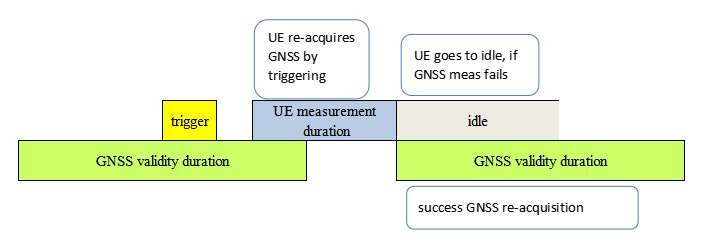 UE re-acquires
GNSS by
triggering
UE goes to idle, if
GNSS meas fails
trigger
UE measurement
duration
idle
GNSS validity duration
GNSS validity duration
success GNSS re-acquisition